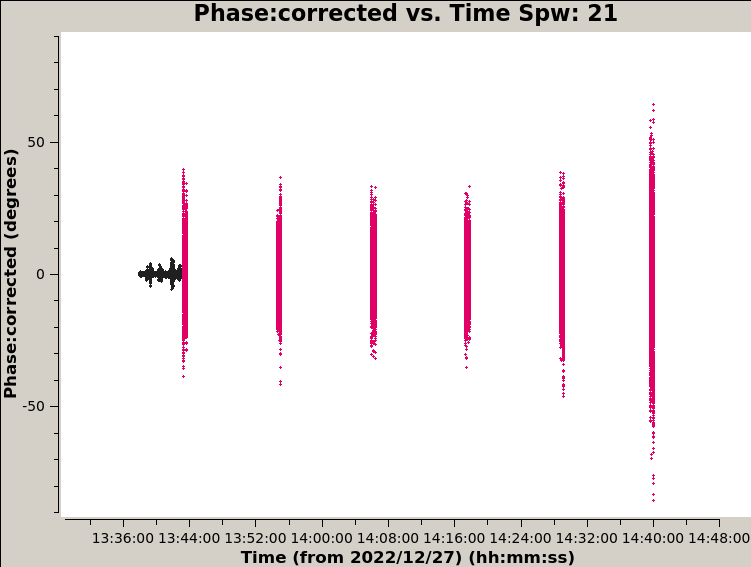 Phase:corrected vs. Time Spw: 21
Phase:corrected (degrees)
50
0
-50
13:36:00 13:44:00 13:52:00 14:00:00 14:08:00 14:16:00 14:24:00 14:32:00 14:40:00 14:48:00
Time (from 2022/12/27) (hh:mm:ss)